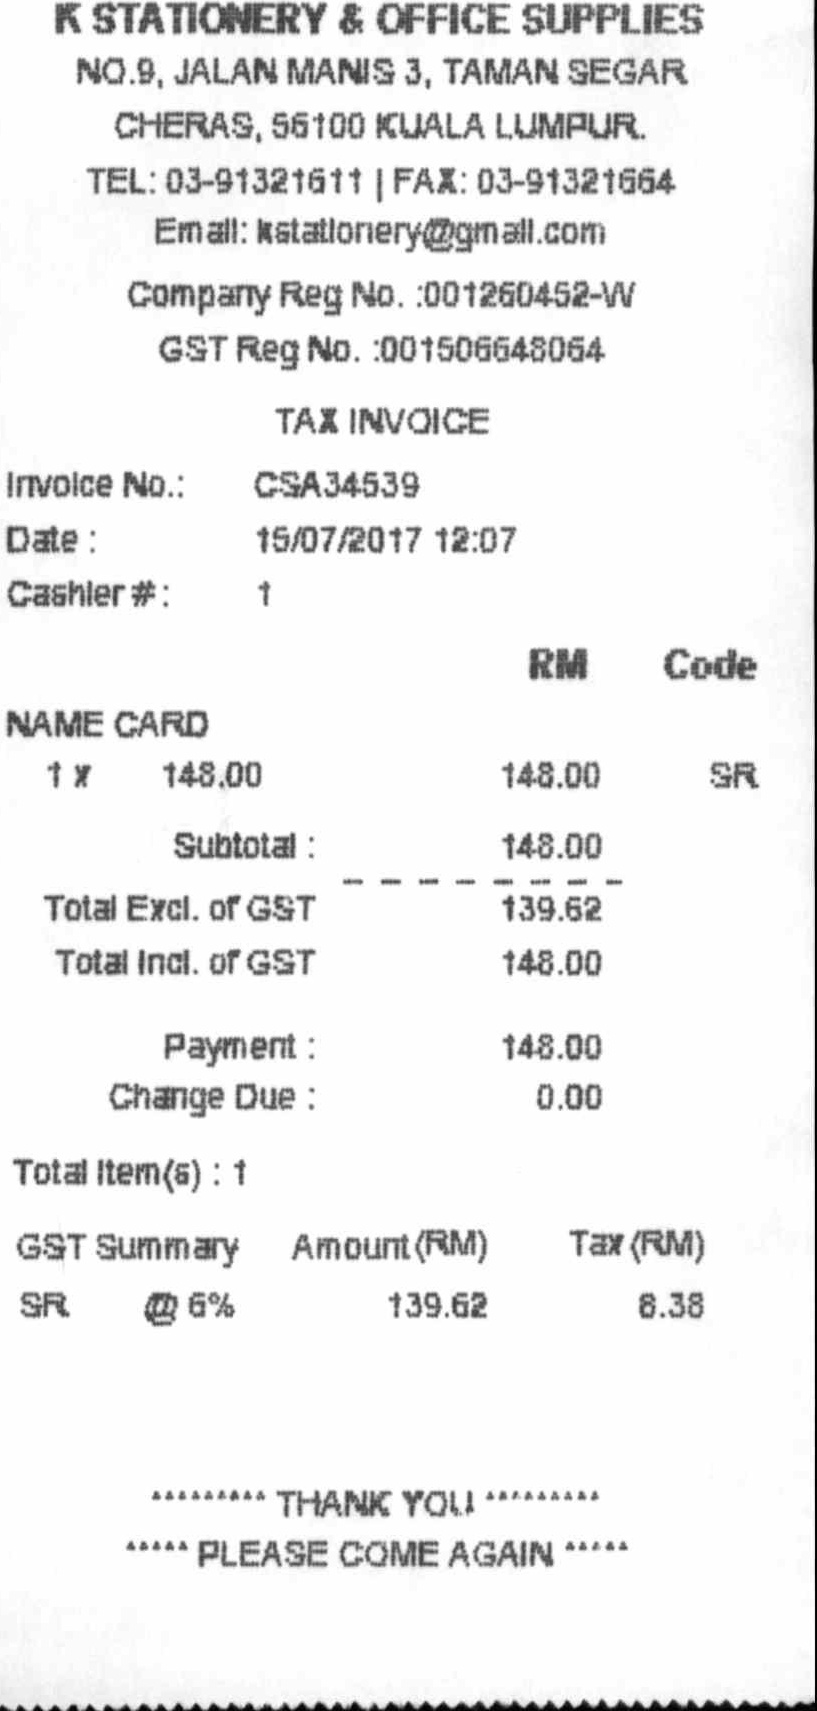 K STATIONERY & OFFICE SUPPLIES
NO.9, JALAN MANIS 3, TAMAN SEGAR
CHERAS, 56100 KUALA LUMPUR.
TEL: 03-91321611 | FAX: 03-91321664
Email: kstationery@gmail.com
Company Reg No. :001260452-W
GST Reg No. :001506648064
TAX INVOICE
Invoice No.: CSA34539
Date : 15/07/2017 12:07
Cashier # : 1
RM Code
NAME CARD
1 x 148.00 148.00 SR
Subtotal : 148.00
Total Excl. of GST 139.62
Total Incl. of GST 148.00
Payment : 148.00
Change Due : 0.00
Total Item(s) : 1
GST Summary Amount(RM) Tax (RM)
SR @ 6% 139.62 8.38
********* THANK YOU *********
***** PLEASE COME AGAIN *****